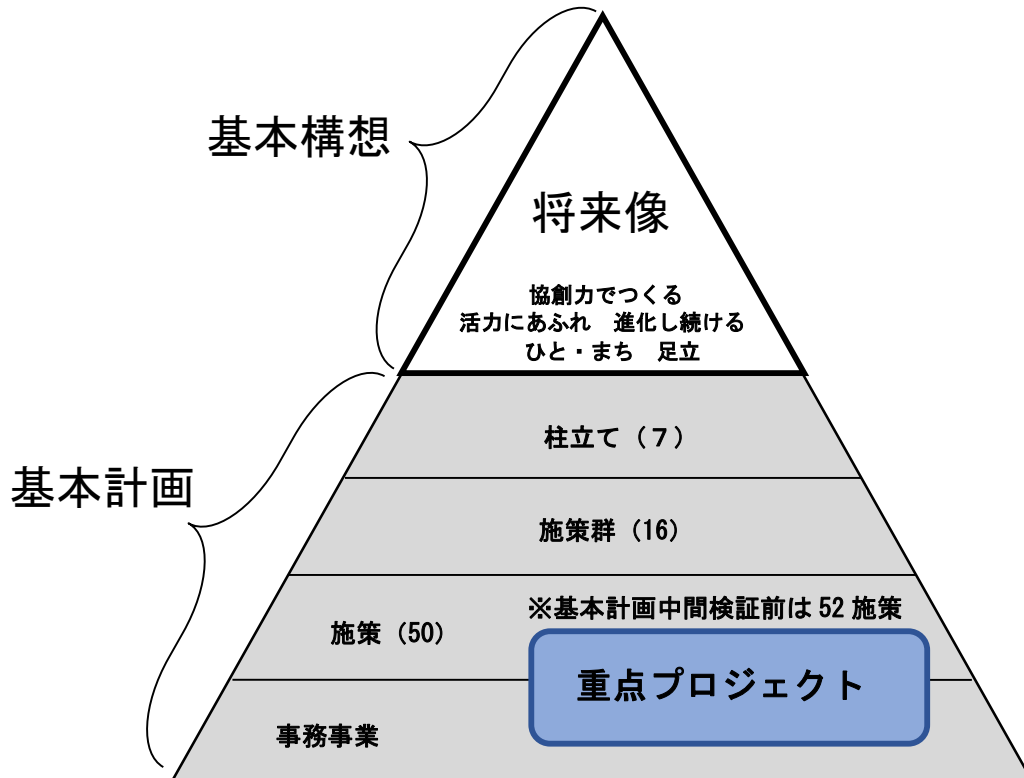 基本構想
将来像
協創力でつくる
活力にあふれ　進化し続ける
ひと・まち　足立
基本計画
柱立て（７）
施策群（16）
※基本計画中間検証前は 52 施策
施策（50）
重点プロジェクト
事務事業